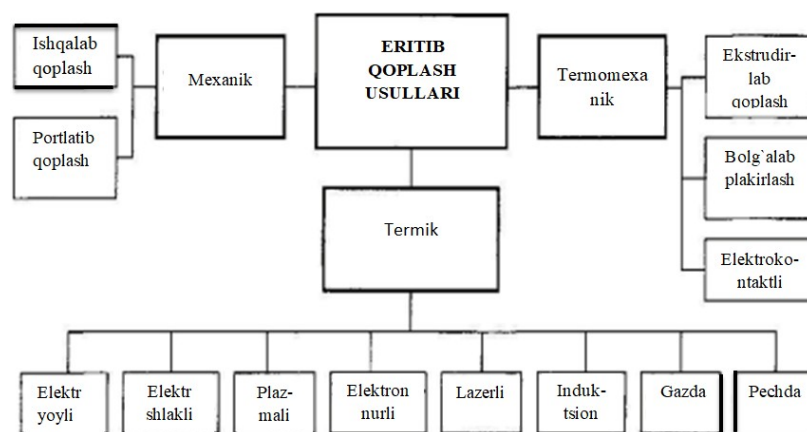 Ishqalab
qoplash
Portlatib
qoplash
Mexanik
ERITIB
QOPLASH
USULLARI
Termomexa
nik
Ekstrudir-
lab
qoplash
Bolg`alab
plakirlash
Elektroko-
ntaktli
Termik
Elektr
yoyli
Elektr
shlakli
Plaz-
mali
Elektron
nurli
Lazerli
Induk-
tsion
Gazda
Pechda